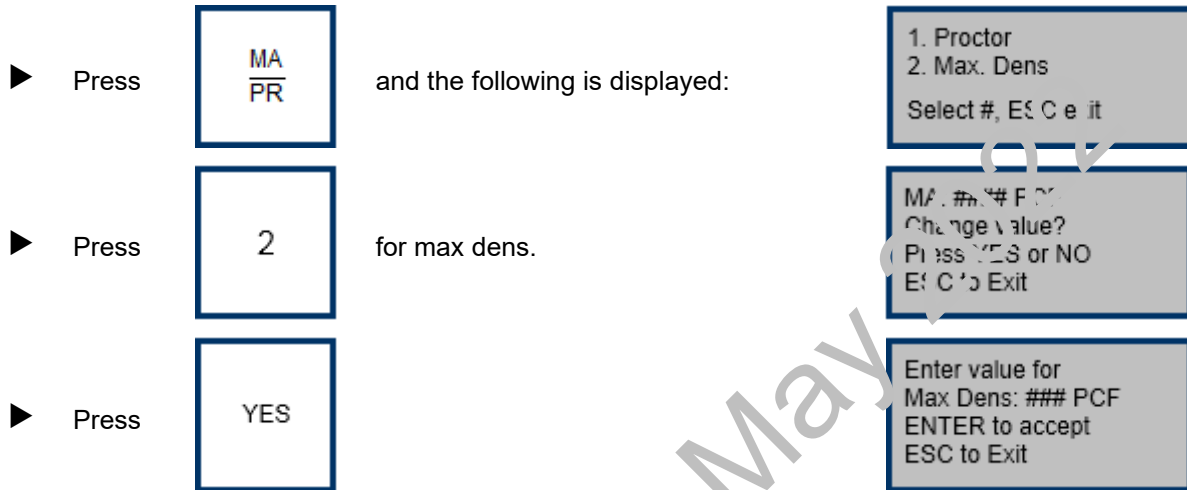 ▶ Press
MA
PR
and the following is displayed:
1. Proctor
2. Max. Dens
Select #, ESC exit
▶ Press
2
for max dens.
Change value?
Press YES or NO
ESC to Exit
▶ Press
YES
Enter value for
Max Dens: ### PCF
ENTER to accept
ESC to Exit
May